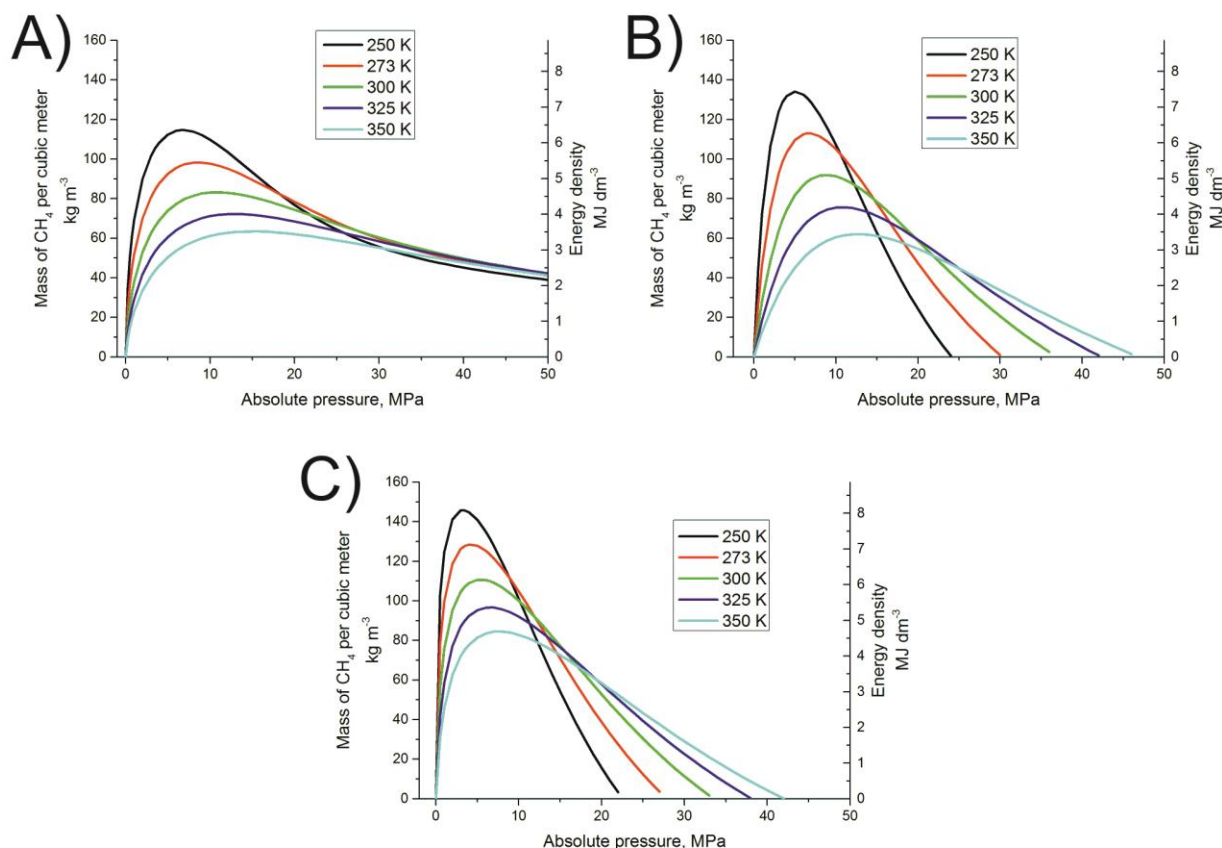 A)
160
140
120
100
80
60
40
20
0
Mass of CH₄ per cubic meter
kg m⁻³
250 K
273 K
300 K
325 K
350 K
8
7
6
5
4
3
2
1
0
Energy density
MJ dm⁻³
0 10 20 30 40 50
Absolute pressure, MPa
B)
160
140
120
100
80
60
40
20
0
Mass of CH₄ per cubic meter
kg m⁻³
250 K
273 K
300 K
325 K
350 K
8
7
6
5
4
3
2
1
0
Energy density
MJ dm⁻³
0 10 20 30 40 50
Absolute pressure, MPa
C)
160
140
120
100
80
60
40
20
0
Mass of CH₄ per cubic meter
kg m⁻³
250 K
273 K
300 K
325 K
350 K
8
7
6
5
4
3
2
1
0
Energy density
MJ dm⁻³
0 10 20 30 40 50
Absolute pressure, MPa